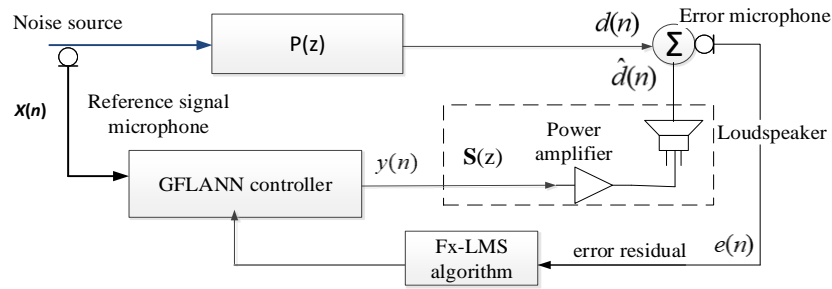 Noise source
P(z)
d(n)
Error microphone
Σ
d̂(n)
X(n)
Reference signal
microphone
Power
amplifier
Loudspeaker
S(z)
y(n)
GFLANN controller
Fx-LMS
algorithm
error residual
e(n)